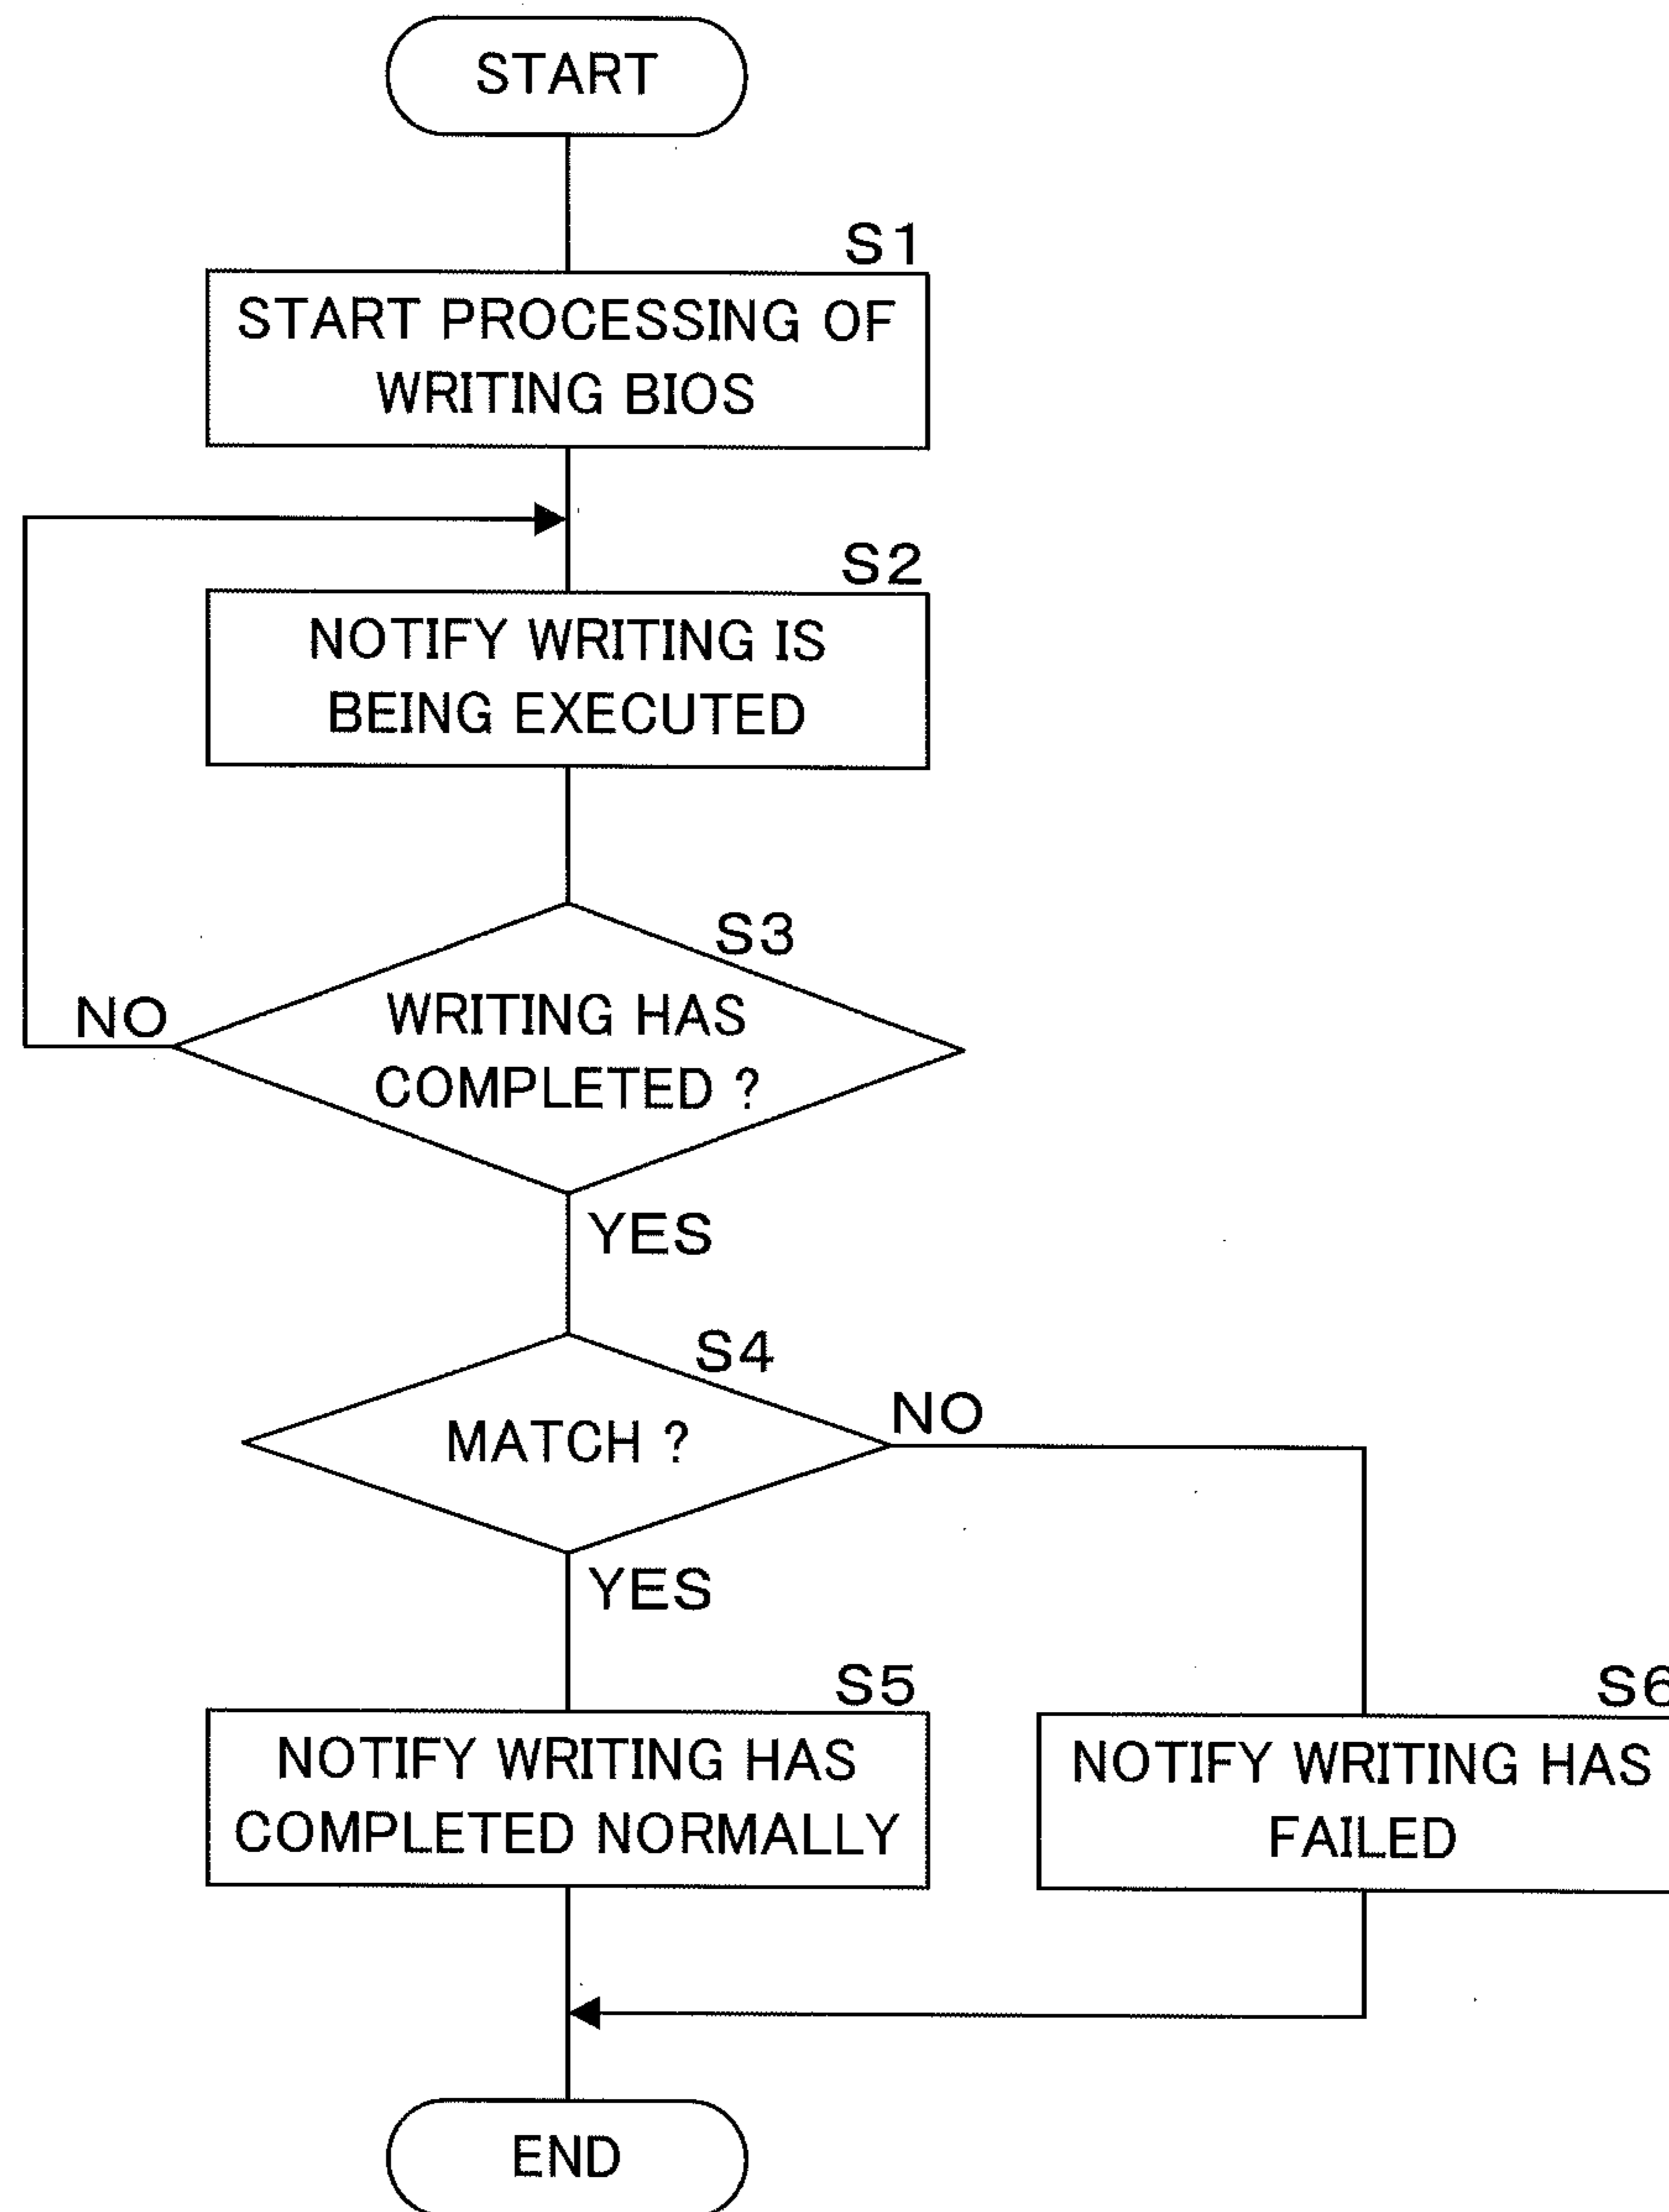 START
S1
START PROCESSING OF
WRITING BIOS
S2
NOTIFY WRITING IS
BEING EXECUTED
S3
WRITING HAS
COMPLETED ?
NO
YES
S4
MATCH ?
NO
YES
S5
NOTIFY WRITING HAS
COMPLETED NORMALLY
S6
NOTIFY WRITING HAS
FAILED
END